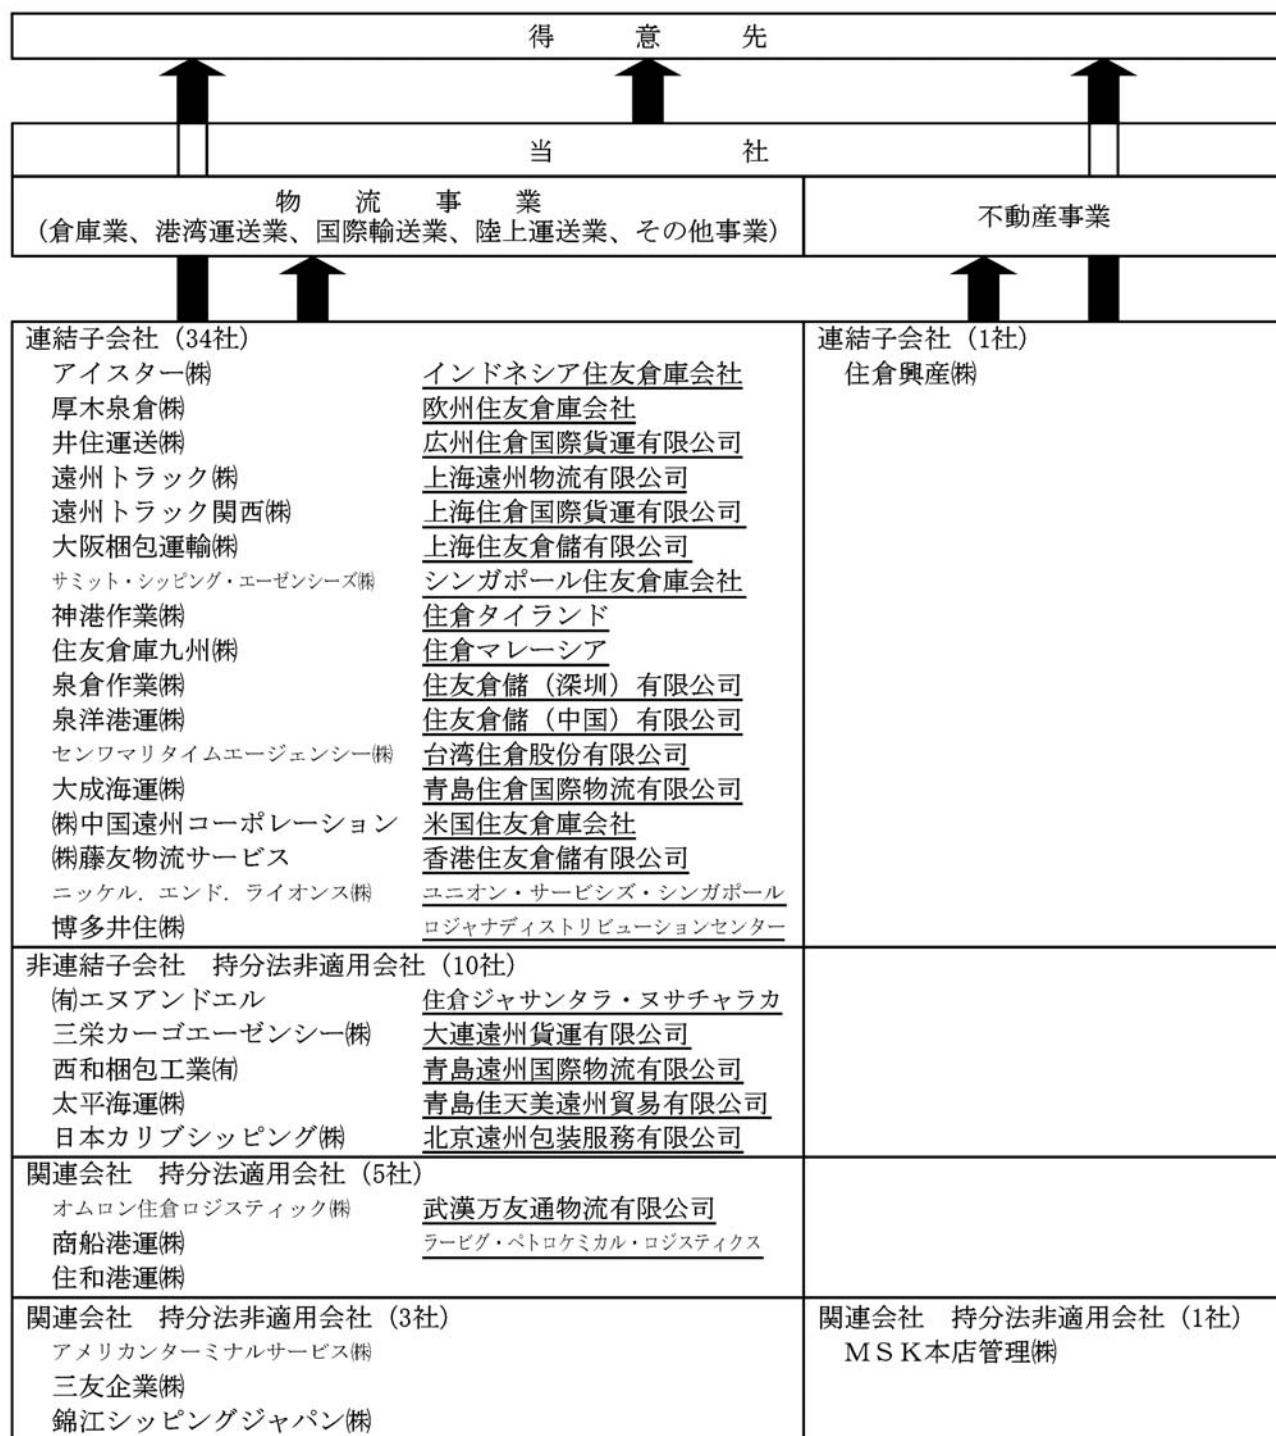 得意先
当社
物流事業
(倉庫業、港湾運送業、国際輸送業、陸上運送業、その他事業)
不動産事業
連結子会社（34社）
アイスター㈱ インドネシア住友倉庫会社
厚木泉倉㈱ 欧州住友倉庫会社
井住運送㈱ 広州住倉国際貨運有限公司
遠州トラック㈱ 上海遠州物流有限公司
遠州トラック関西㈱ 上海住倉国際貨運有限公司
大阪梱包運輸㈱ 上海住友倉儲有限公司
サミット・シッピング・エーゼンシーズ㈱ シンガポール住友倉庫会社
神港作業㈱ 住倉タイランド
住友倉庫九州㈱ 住倉マレーシア
泉倉作業㈱ 住友倉儲（深圳）有限公司
泉洋港運㈱ 住友倉儲（中国）有限公司
センワマリタイムエージェンシー㈱ 台湾住倉股份有限公司
大成海運㈱ 青島住倉国際物流有限公司
㈱中国遠州コーポレーション 米国住友倉庫会社
㈱藤友物流サービス 香港住友倉儲有限公司
ニッケル．エンド．ライオンス㈱ ユニオン・サービシズ・シンガポール
博多井住㈱ ロジャナディストリビューションセンター
連結子会社（1社）
住倉興産㈱
非連結子会社　持分法非適用会社（10社）
㈲エヌアンドエル 住倉ジャサンタラ・ヌサチャラカ
三栄カーゴエーゼンシー㈱ 大連遠州貨運有限公司
西和梱包工業㈲ 青島遠州国際物流有限公司
太平海運㈱ 青島佳天美遠州貿易有限公司
日本カリブシッピング㈱ 北京遠州包装服務有限公司
関連会社　持分法適用会社（5社）
オムロン住倉ロジスティック㈱ 武漢万友通物流有限公司
商船港運㈱ ラービグ・ペトロケミカル・ロジスティクス
住和港運㈱
関連会社　持分法非適用会社（3社）
アメリカンターミナルサービス㈱
三友企業㈱
錦江シッピングジャパン㈱
関連会社　持分法非適用会社（1社）
ＭＳＫ本店管理㈱